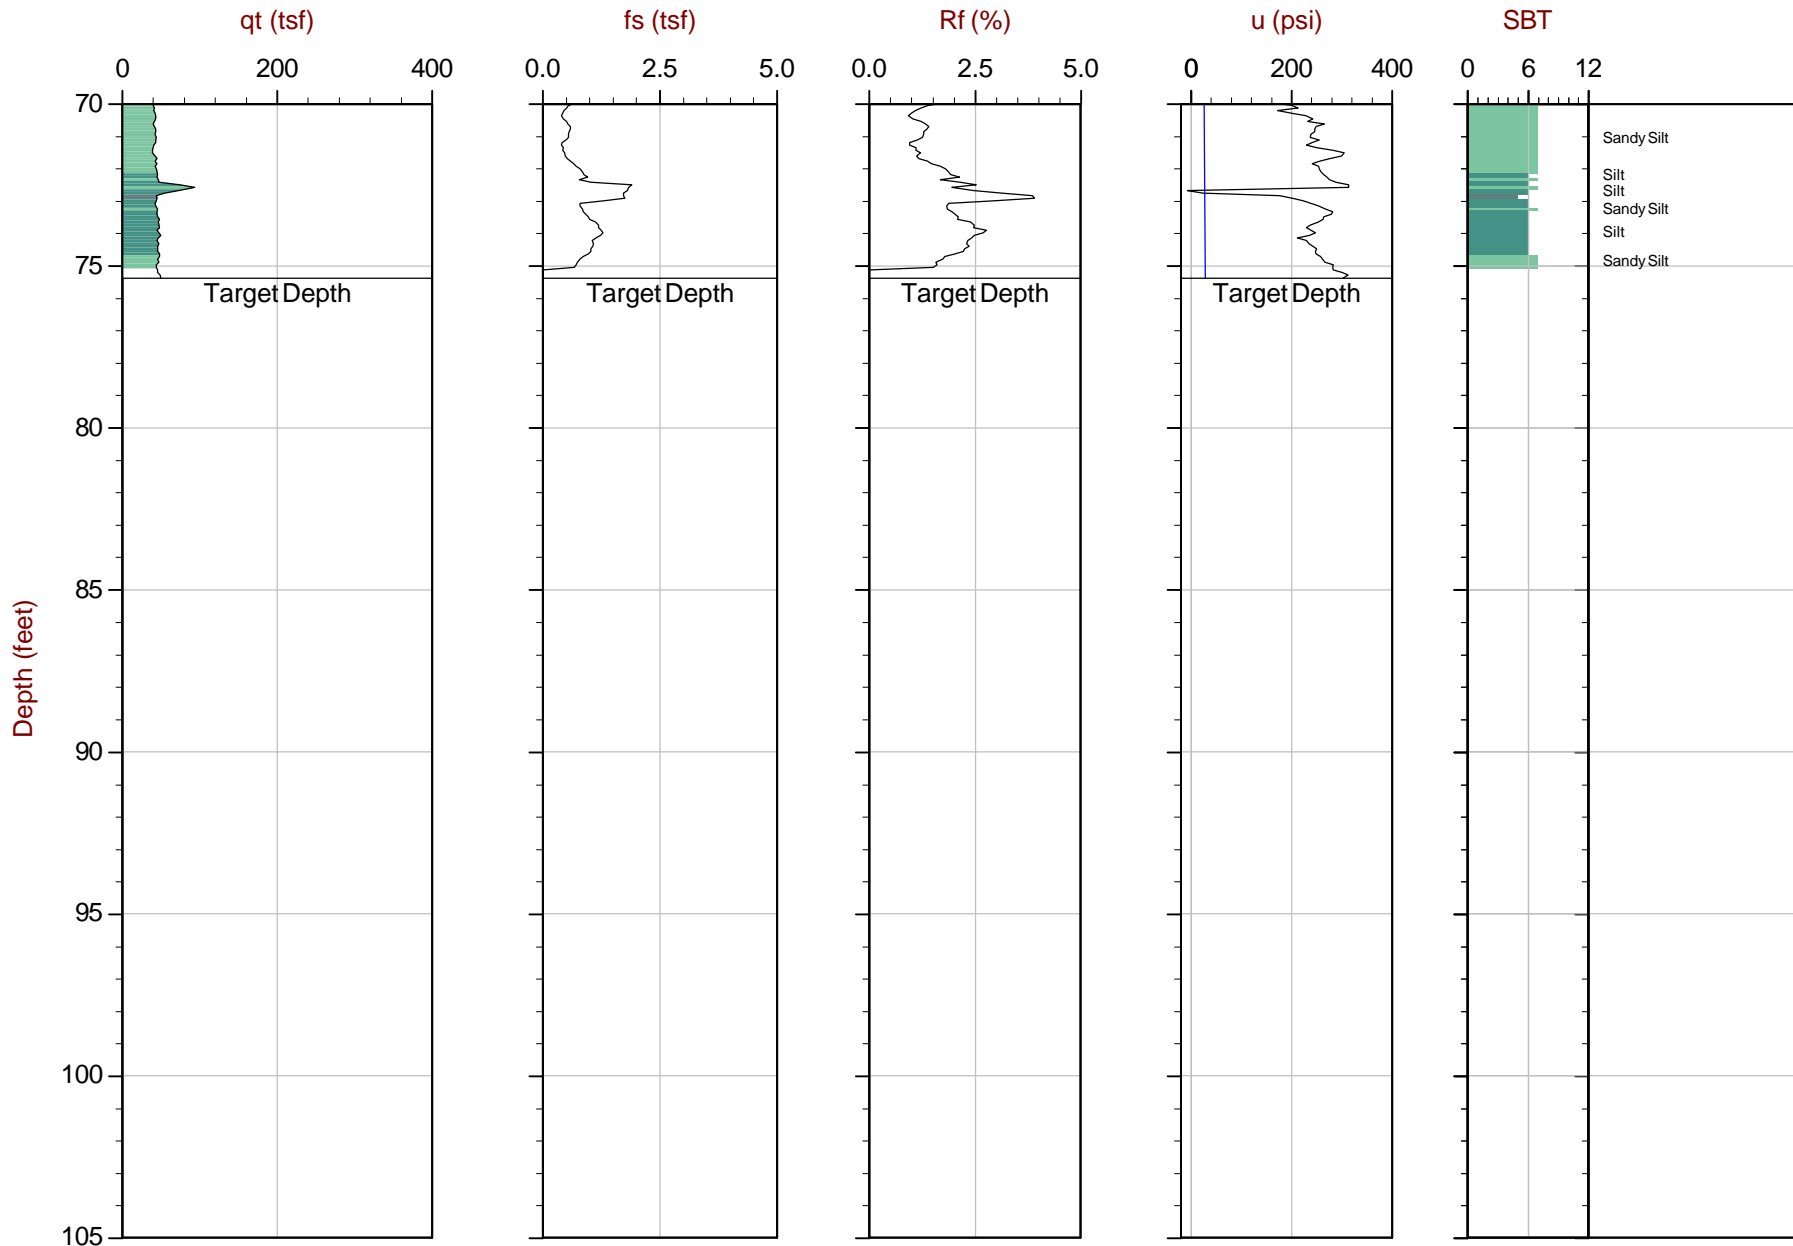 qt (tsf) fs (tsf) Rf (%) u (psi) SBT
0 200 400 0.0 2.5 5.0 0.0 2.5 5.0 0 200 400 0 6 12
70
Sandy Silt
Silt
Silt
Sandy Silt
Silt
Sandy Silt
75
Target Depth Target Depth Target Depth Target Depth
80
85
Depth (feet)
90
95
100
105